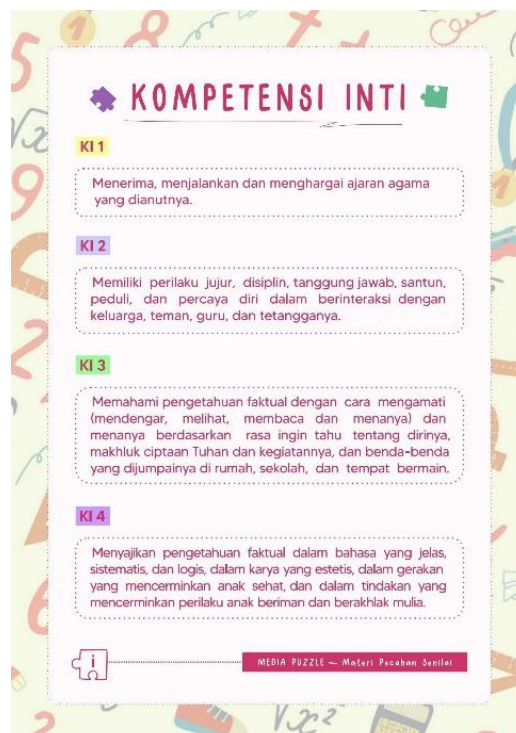 KOMPETENSI INTI
KI 1
Menerima, menjalankan dan menghargai ajaran agama
yang dianutnya.
KI 2
Memiliki perilaku jujur, disiplin, tanggung jawab, santun,
peduli, dan percaya diri dalam berinteraksi dengan
keluarga, teman, guru, dan tetangganya.
KI 3
Memahami pengetahuan faktual dengan cara mengamati
(mendengar, melihat, membaca dan menanya) dan
menanya berdasarkan rasa ingin tahu tentang dirinya,
makhluk ciptaan Tuhan dan kegiatannya, dan benda-benda
yang dijumpainya di rumah, sekolah, dan tempat bermain.
KI 4
Menyajikan pengetahuan faktual dalam bahasa yang jelas,
sistematis, dan logis, dalam karya yang estetis, dalam gerakan
yang mencerminkan anak sehat, dan dalam tindakan yang
mencerminkan perilaku anak beriman dan berakhlak mulia.
i
MEDIA PUZZLE — Materi Pecahan Senilai
√x2